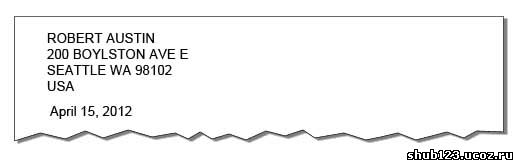 ROBERT AUSTIN
200 BOYLSTON AVE E
SEATTLE WA 98102
USA
April 15, 2012
shub123.ucoz.ru